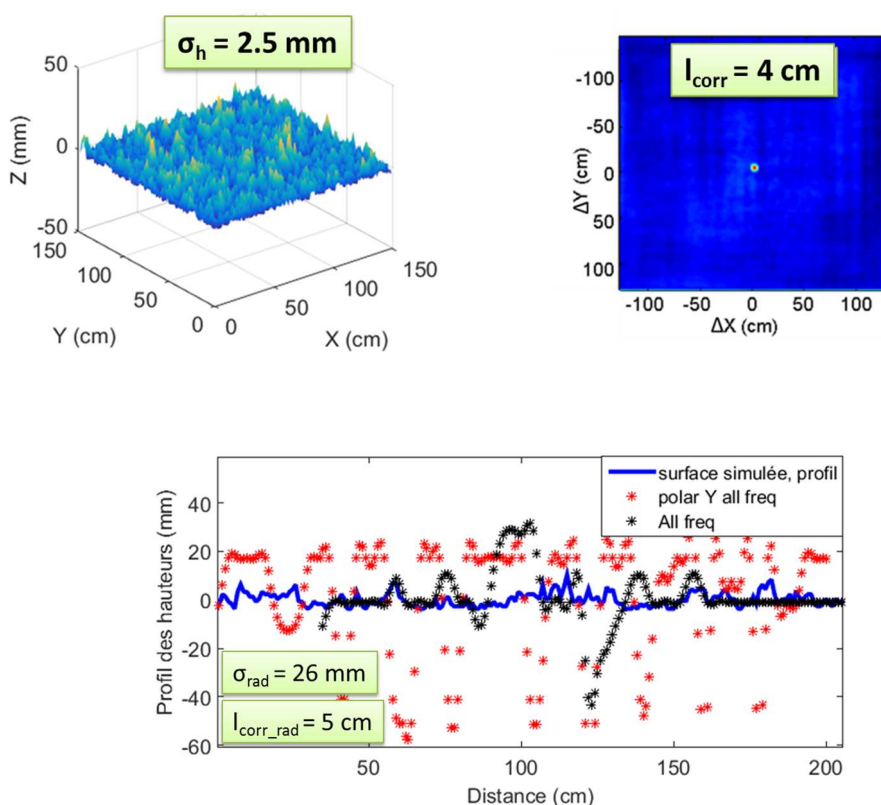 σh = 2.5 mm
50
0
-50
Z (mm)
150
100
50
0
Y (cm)
0
50
100
150
X (cm)
lcorr = 4 cm
-100
-50
0
50
100
ΔY (cm)
-100 -50 0 50 100
ΔX (cm)
surface simulée, profil
polar Y all freq
All freq
40
20
0
-20
-40
-60
Profil des hauteurs (mm)
σrad = 26 mm
lcorr_rad = 5 cm
50 100 150 200
Distance (cm)